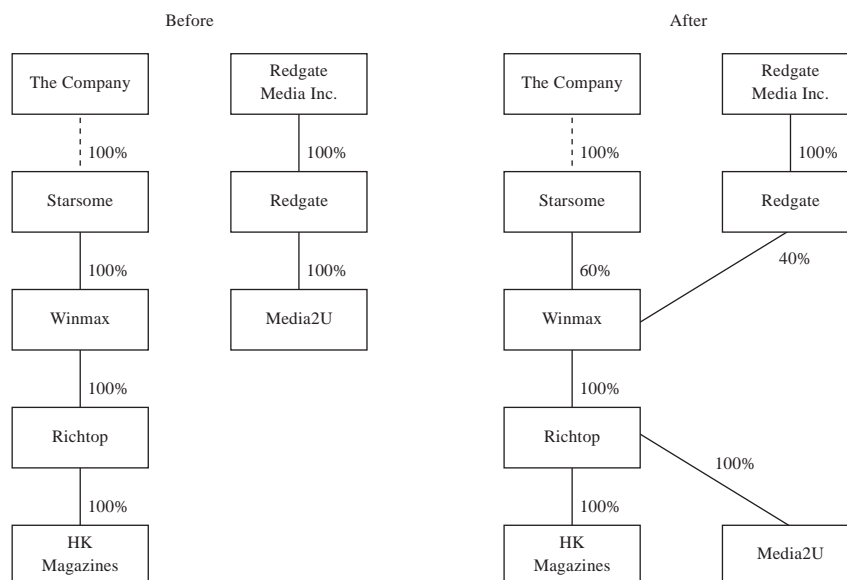 Before
After
The Company
Redgate
Media Inc.
The Company
Redgate
Media Inc.
100%
100%
100%
100%
Starsome
Redgate
Starsome
Redgate
100%
100%
60%
40%
Winmax
Media2U
Winmax
100%
100%
Richtop
Richtop
100%
100%
100%
HK
Magazines
HK
Magazines
Media2U